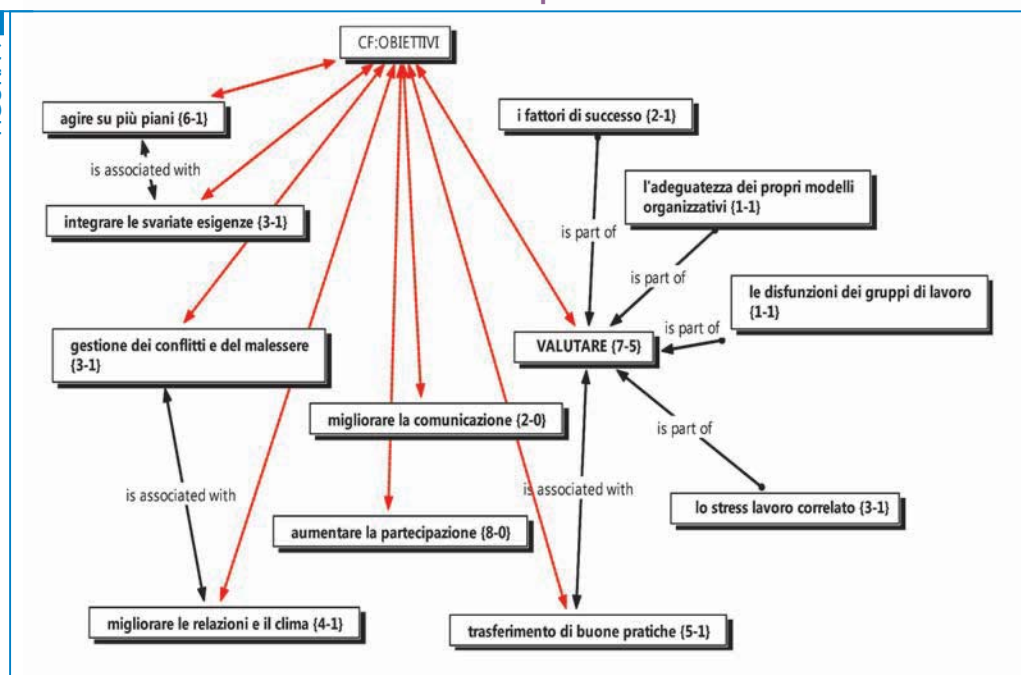 CF:OBIETTIVI
agire su più piani {6-1}
i fattori di successo {2-1}
is associated with
l'adeguatezza dei propri modelli
organizzativi {1-1}
integrare le svariate esigenze {3-1}
is part of
is part of
le disfunzioni dei gruppi di lavoro
{1-1}
is part of
gestione dei conflitti e del malessere
{3-1}
VALUTARE {7-5}
migliorare la comunicazione {2-0}
is part of
is associated with
is associated with
lo stress lavoro correlato {3-1}
aumentare la partecipazione {8-0}
migliorare le relazioni e il clima {4-1}
trasferimento di buone pratiche {5-1}